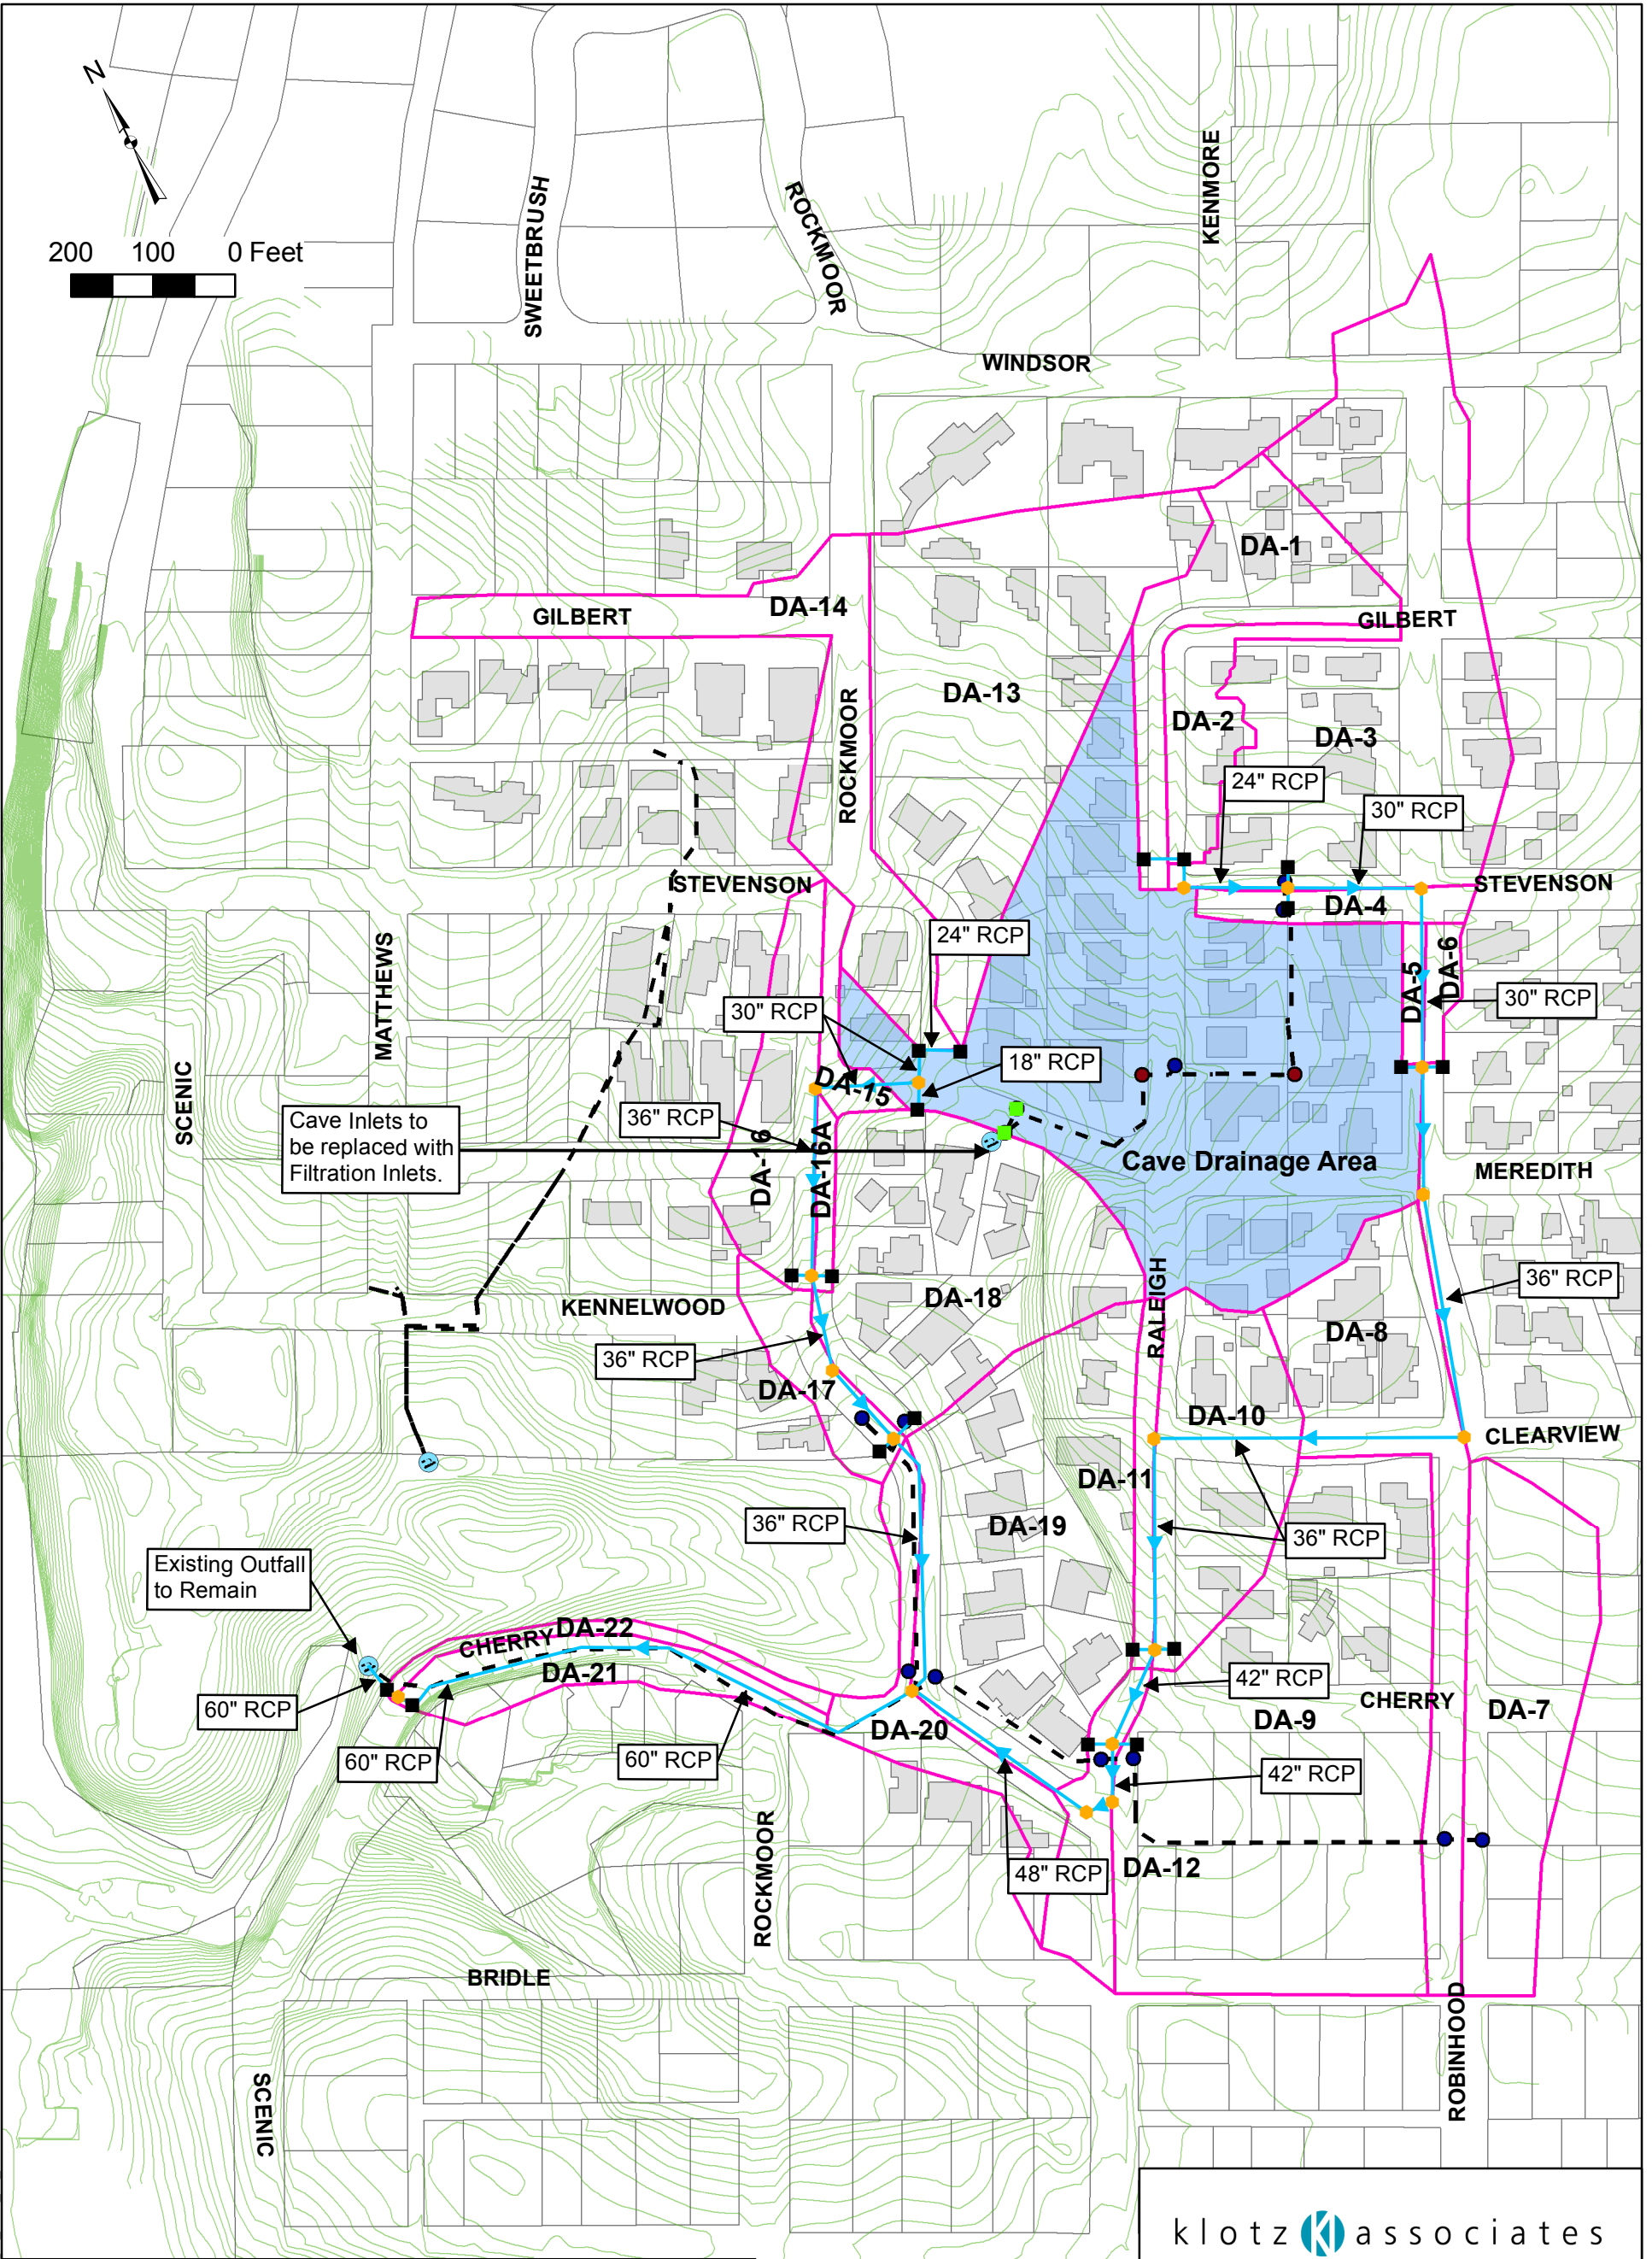 N
200 100 0 Feet
SWEETBRUSH
ROCKMOOR
KENMORE
WINDSOR
DA-1
DA-14
GILBERT
GILBERT
DA-13
ROCKMOOR
DA-2
DA-3
24" RCP
30" RCP
STEVENSON
STEVENSON
DA-4
24" RCP
MATTHEWS
DA-5
DA-6
30" RCP
30" RCP
SCENIC
18" RCP
DA-15
36" RCP
Cave Inlets to
be replaced with
Filtration Inlets.
DA-16
DA-16A
Cave Drainage Area
MEREDITH
36" RCP
KENNELWOOD
DA-18
RALEIGH
DA-8
36" RCP
DA-17
DA-10
CLEARVIEW
DA-11
36" RCP
DA-19
36" RCP
Existing Outfall
to Remain
DA-22
CHERRY
DA-21
42" RCP
CHERRY
60" RCP
DA-20
DA-9
DA-7
60" RCP
60" RCP
42" RCP
48" RCP
DA-12
ROCKMOOR
BRIDLE
ROBINHOOD
SCENIC
klotz associates